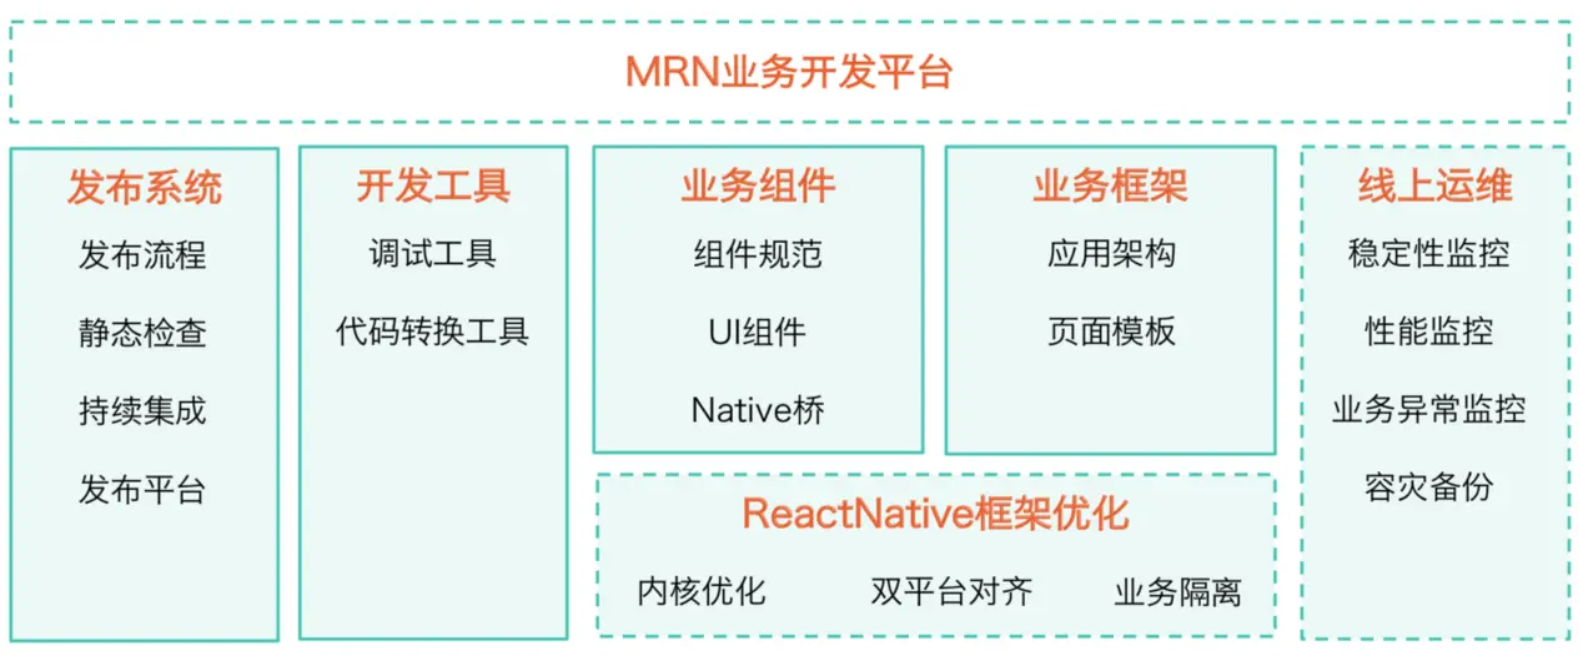 MRN业务开发平台
发布系统
发布流程
静态检查
持续集成
发布平台
开发工具
调试工具
代码转换工具
业务组件
组件规范
UI组件
Native桥
业务框架
应用架构
页面模板
ReactNative框架优化
内核优化 双平台对齐 业务隔离
线上运维
稳定性监控
性能监控
业务异常监控
容灾备份